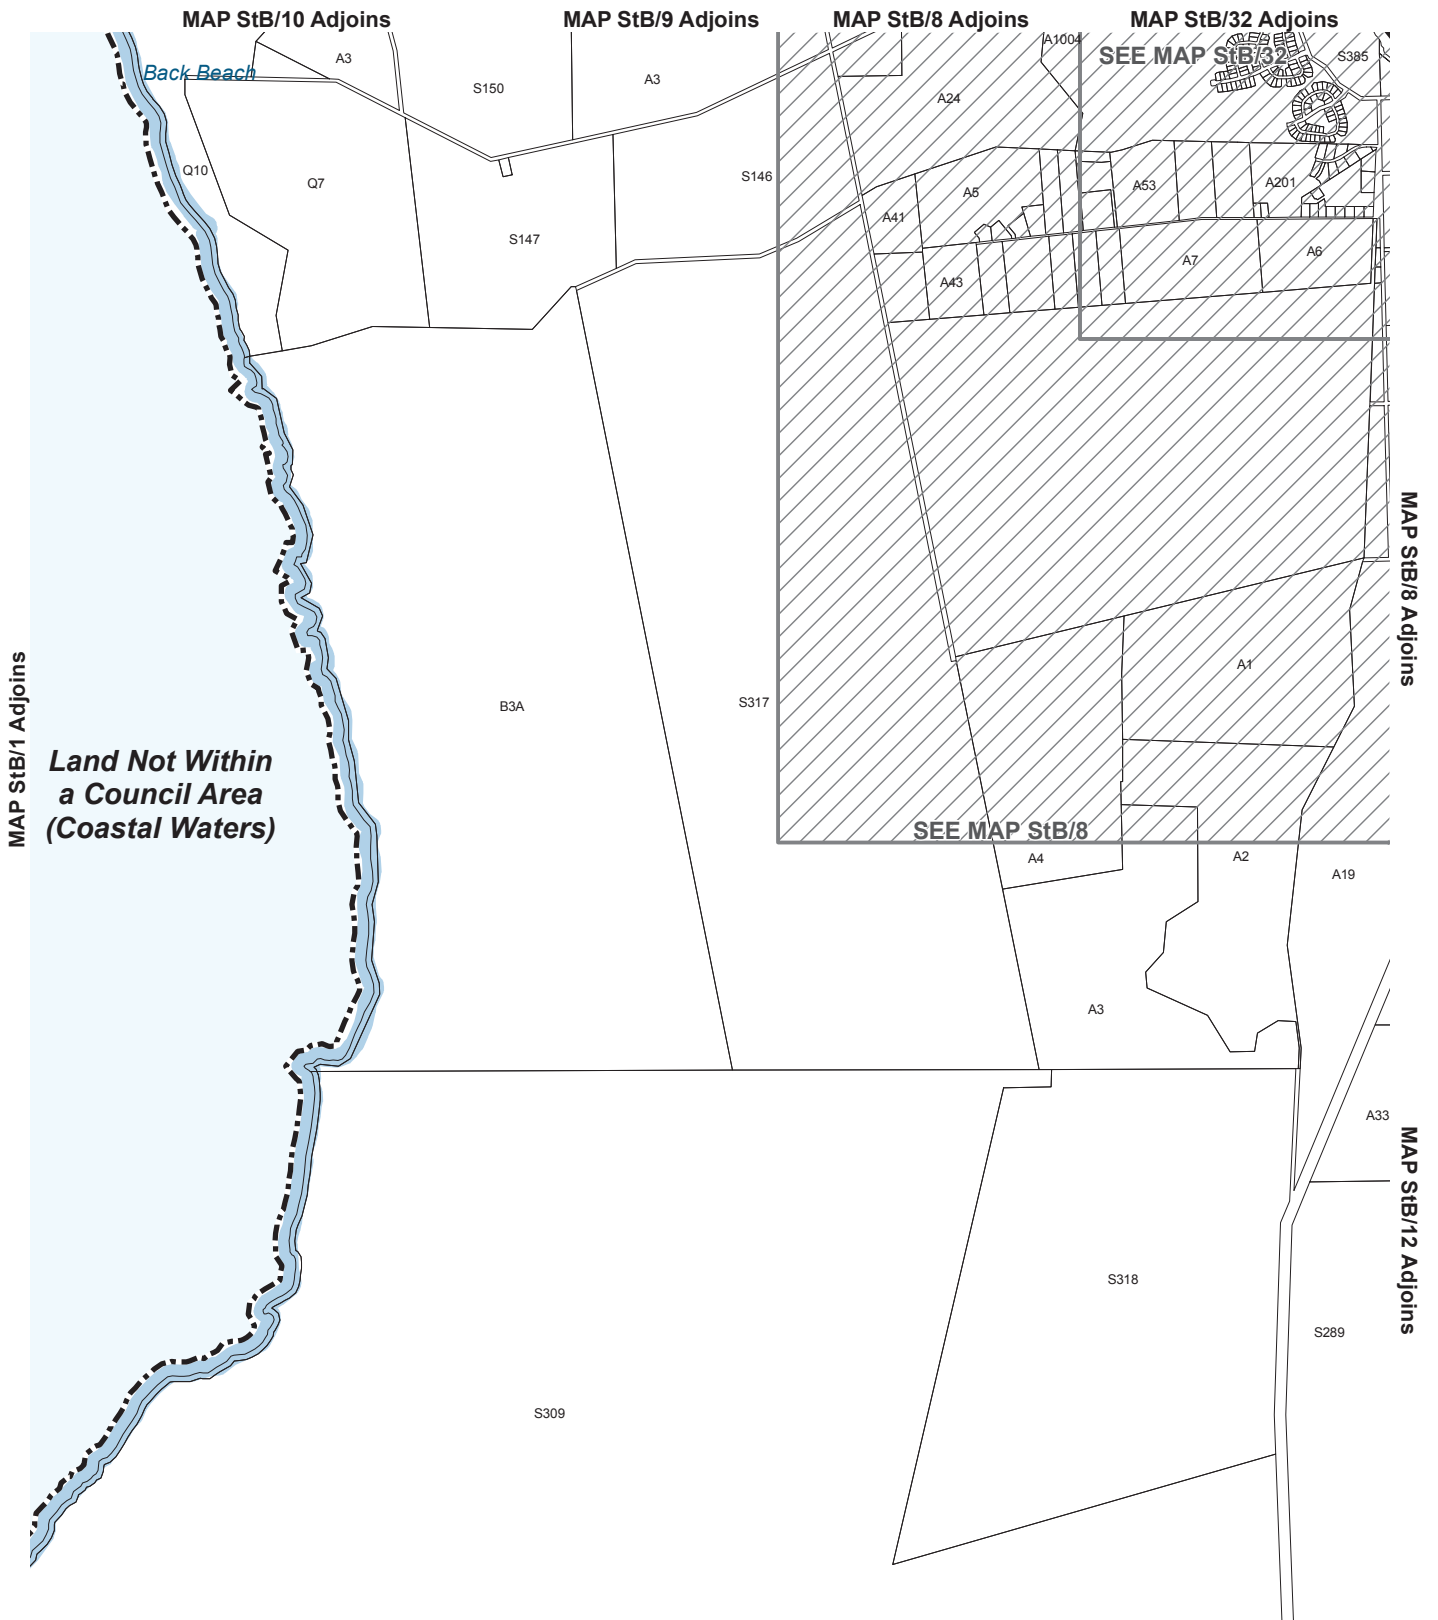 MAP StB/10 Adjoins
MAP StB/9 Adjoins
MAP StB/8 Adjoins
MAP StB/32 Adjoins
A3
Back Beach
S150
A3
A1004
SEE MAP StB/32
S385
A24
Q10
Q7
S146
A5
A53
A201
A41
S147
A43
A7
A6
MAP StB/8 Adjoins
MAP StB/1 Adjoins
B3A
S317
A1
Land Not Within
a Council Area
(Coastal Waters)
SEE MAP StB/8
A4
A2
A19
A3
A33
MAP StB/12 Adjoins
S318
S289
S309